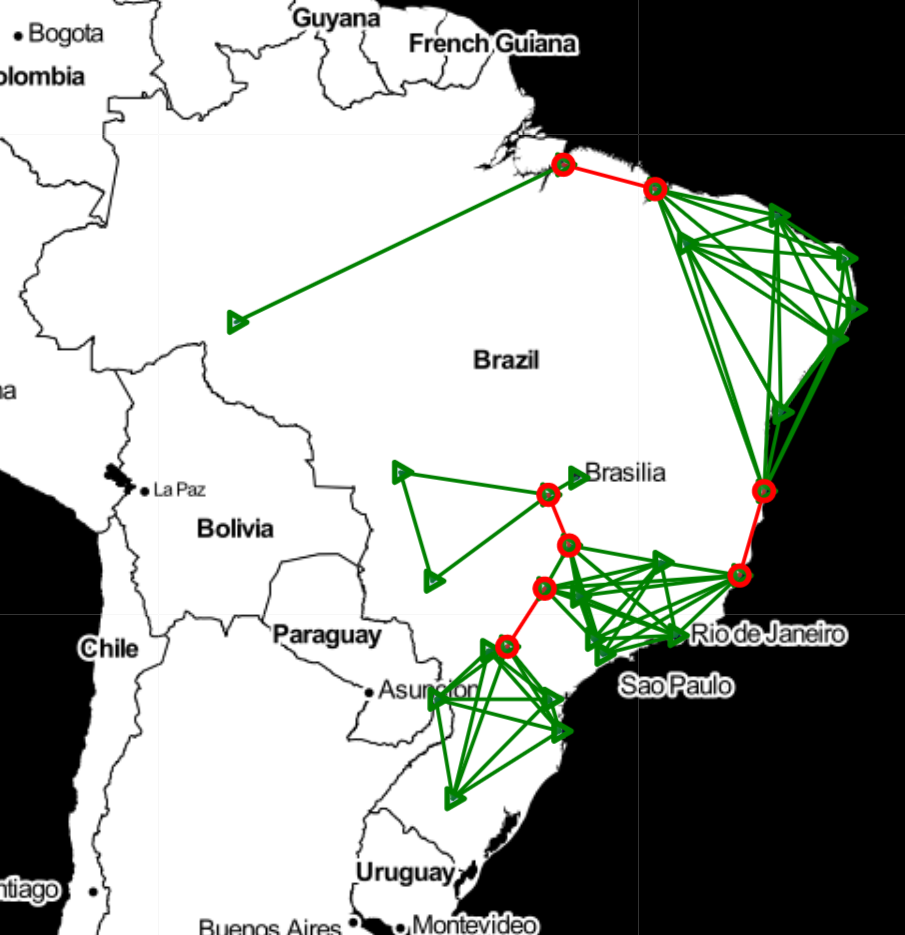 Guyana
Bogota
French Guiana
olombia
Brazil
na
Brasilia
La Paz
Bolivia
Rio de Janeiro
Paraguay
Chile
Asuncion
Sao Paulo
Uruguay
ntiago
Buenos Aires
Montevideo